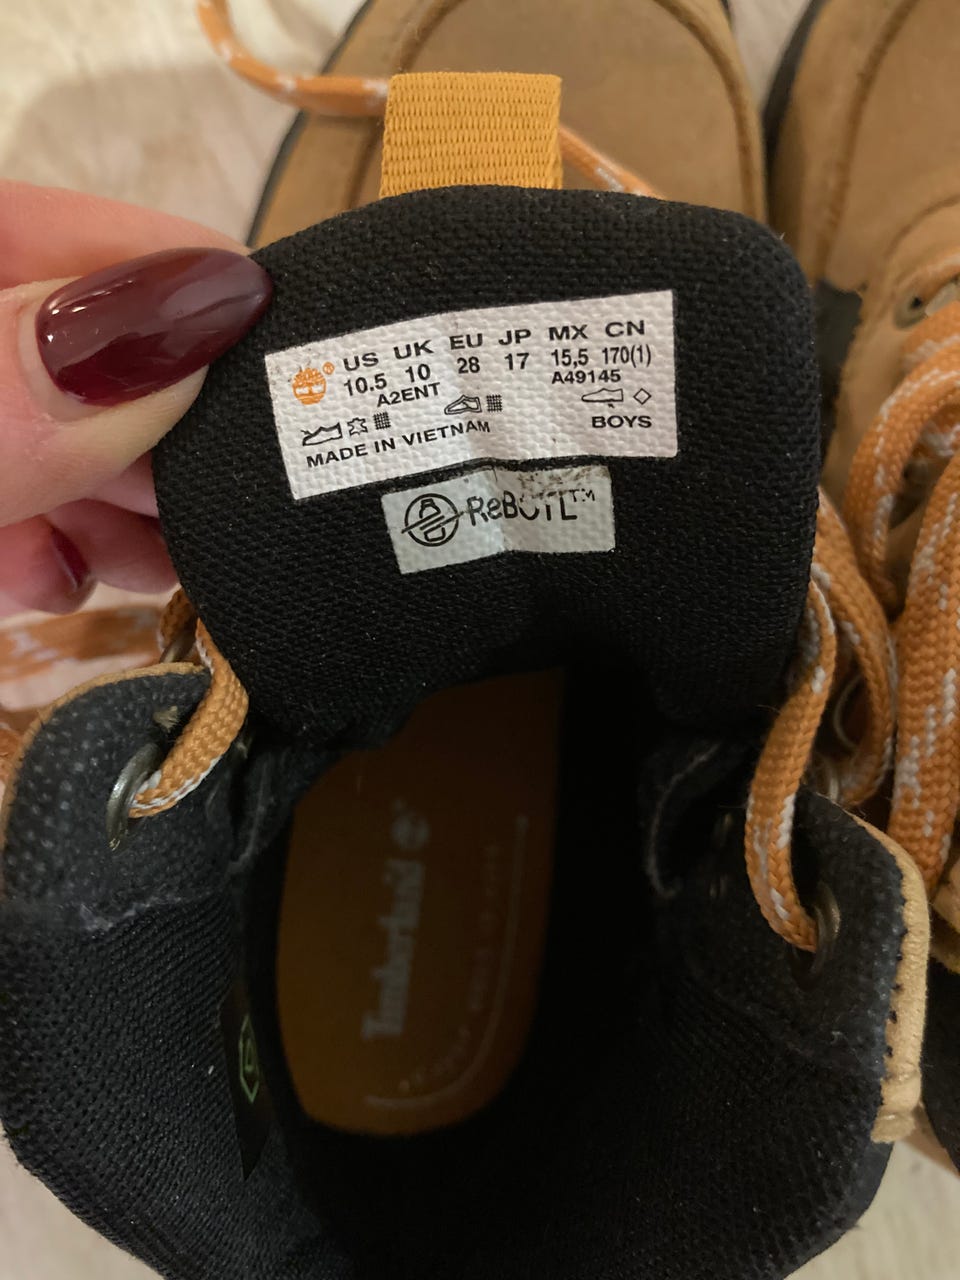 US UK EU JP MX CN
10.5 10 28 17 15,5 170(1)
A2ENT A49145
MADE IN VIETNAM BOYS
ReBOTL™
Timberland